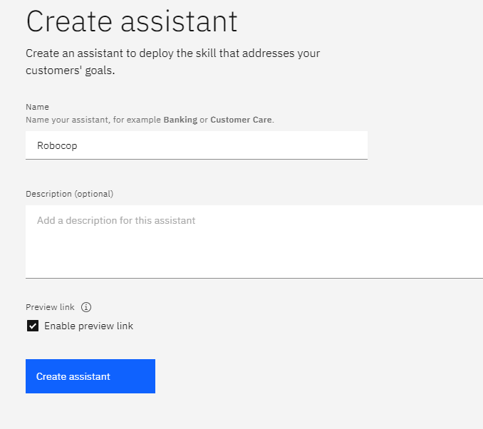 Create assistant
Create an assistant to deploy the skill that addresses your
customers' goals.
Name
Name your assistant, for example Banking or Customer Care.
Robocop
Description (optional)
Add a description for this assistant
Preview link
Enable preview link
Create assistant